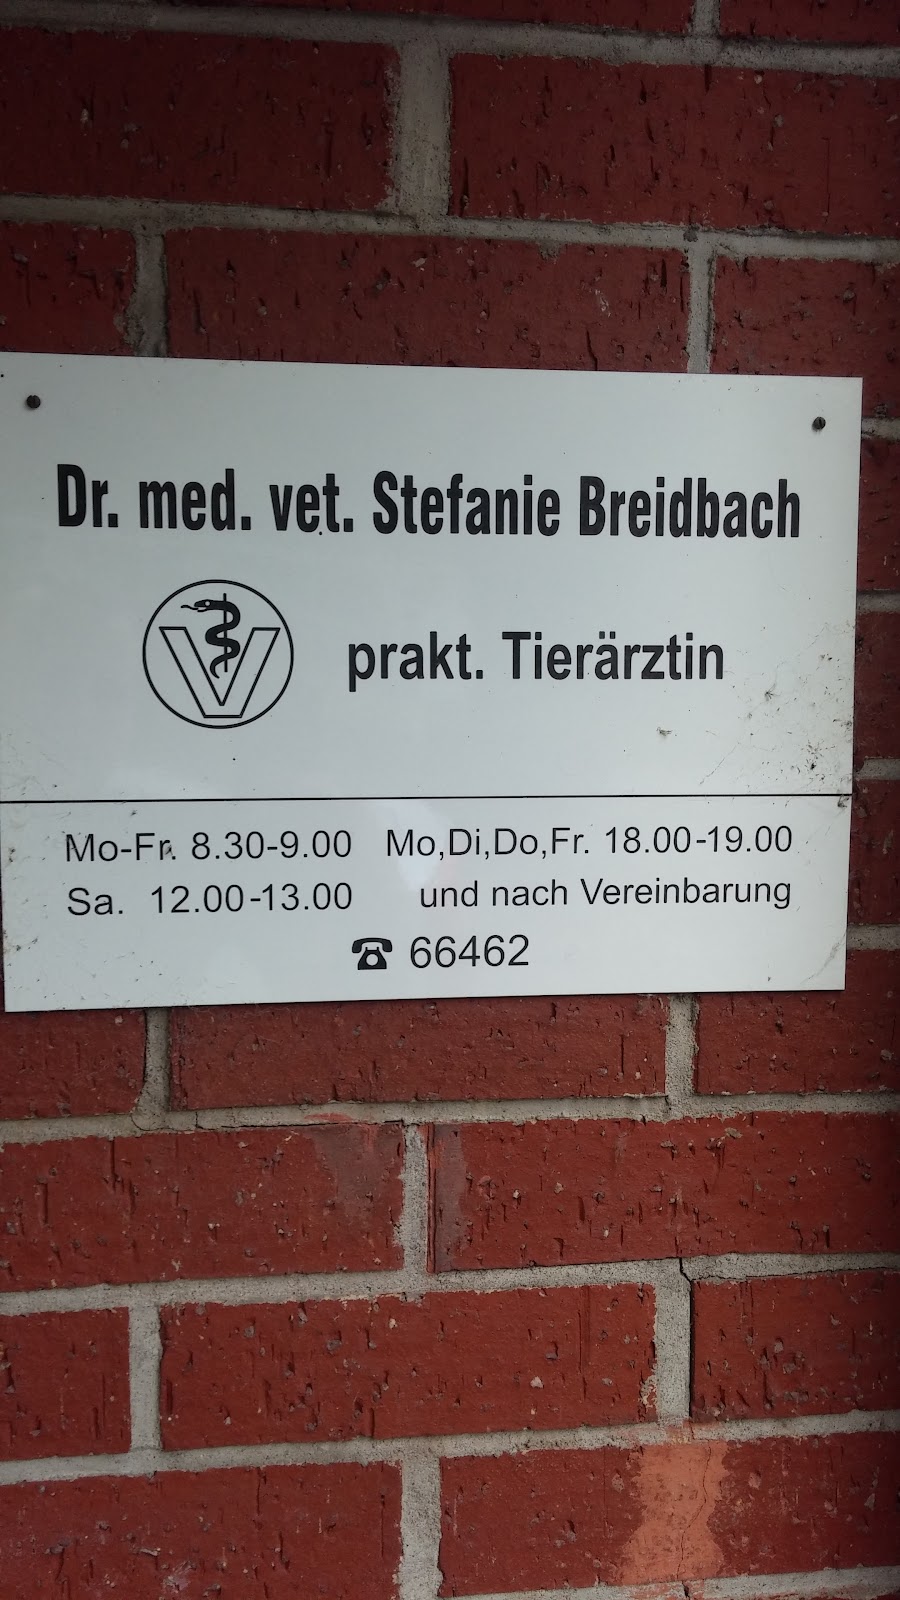 Dr. med. vet. Stefanie Breidbach
V
prakt. Tierärztin
Mo-Fr. 8.30-9.00 Mo,Di,Do,Fr. 18.00-19.00
Sa. 12.00-13.00 und nach Vereinbarung
☎ 66462